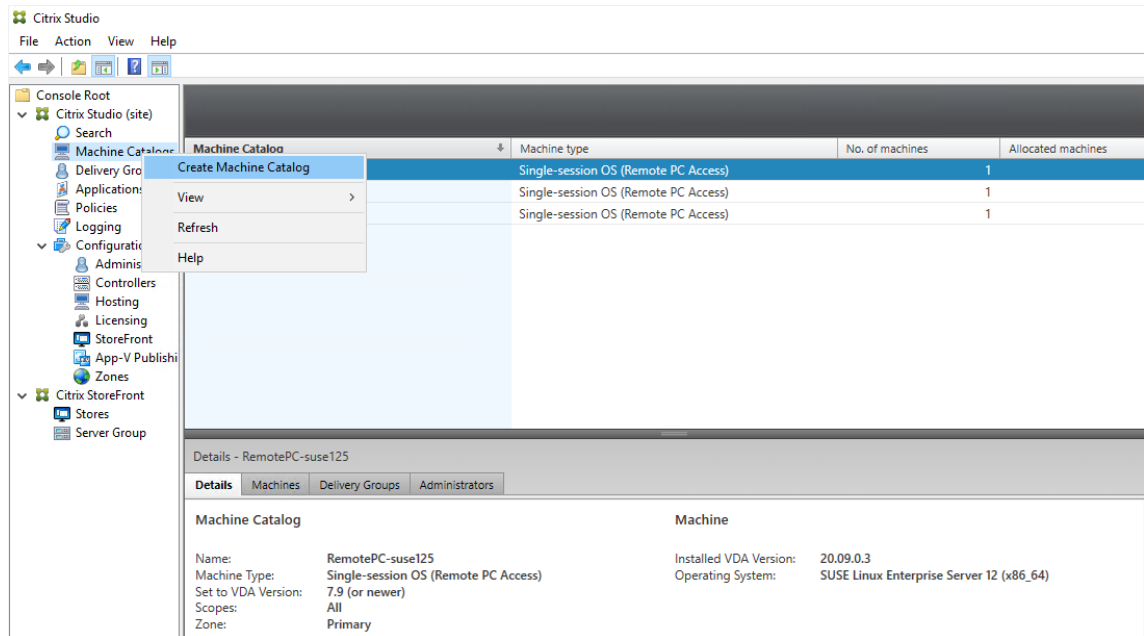 Citrix Studio
File Action View Help
Console Root
Citrix Studio (site)
Search
Machine Catalogs
Delivery Gro
Applications
Policies
Logging
Configuratio
Adminis
Controllers
Hosting
Licensing
StoreFront
App-V Publishi
Zones
Citrix StoreFront
Stores
Server Group
Create Machine Catalog
View
Refresh
Help
Machine Catalog Machine type No. of machines Allocated machines
Single-session OS (Remote PC Access) 1
Single-session OS (Remote PC Access) 1
Single-session OS (Remote PC Access) 1
Details - RemotePC-suse125
Details Machines Delivery Groups Administrators
Machine Catalog
Name: RemotePC-suse125
Machine Type: Single-session OS (Remote PC Access)
Set to VDA Version: 7.9 (or newer)
Scopes: All
Zone: Primary
Machine
Installed VDA Version: 20.09.0.3
Operating System: SUSE Linux Enterprise Server 12 (x86_64)